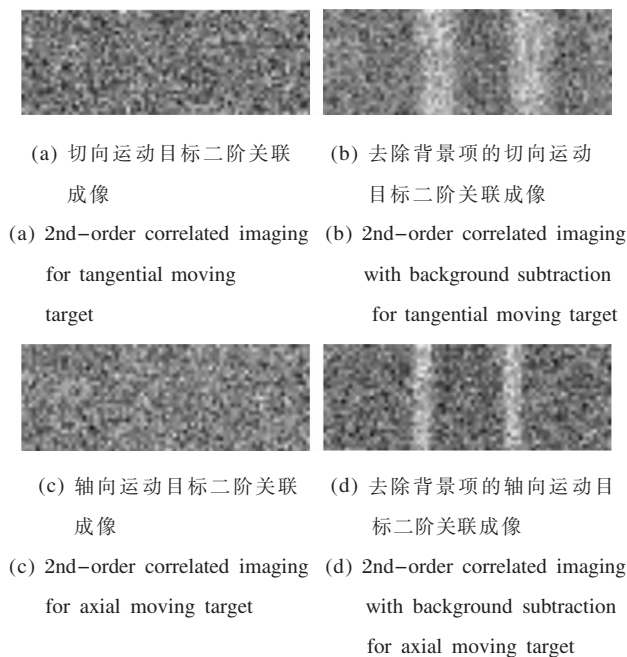 (a) 切向运动目标二阶关联
成像
(a) 2nd-order correlated imaging
for tangential moving
target
(b) 去除背景项的切向运动
目标二阶关联成像
(b) 2nd-order correlated imaging
with background subtraction
for tangential moving target
(c) 轴向运动目标二阶关联
成像
(c) 2nd-order correlated imaging
for axial moving target
(d) 去除背景项的轴向运动目
标二阶关联成像
(d) 2nd-order correlated imaging
with background subtraction
for axial moving target